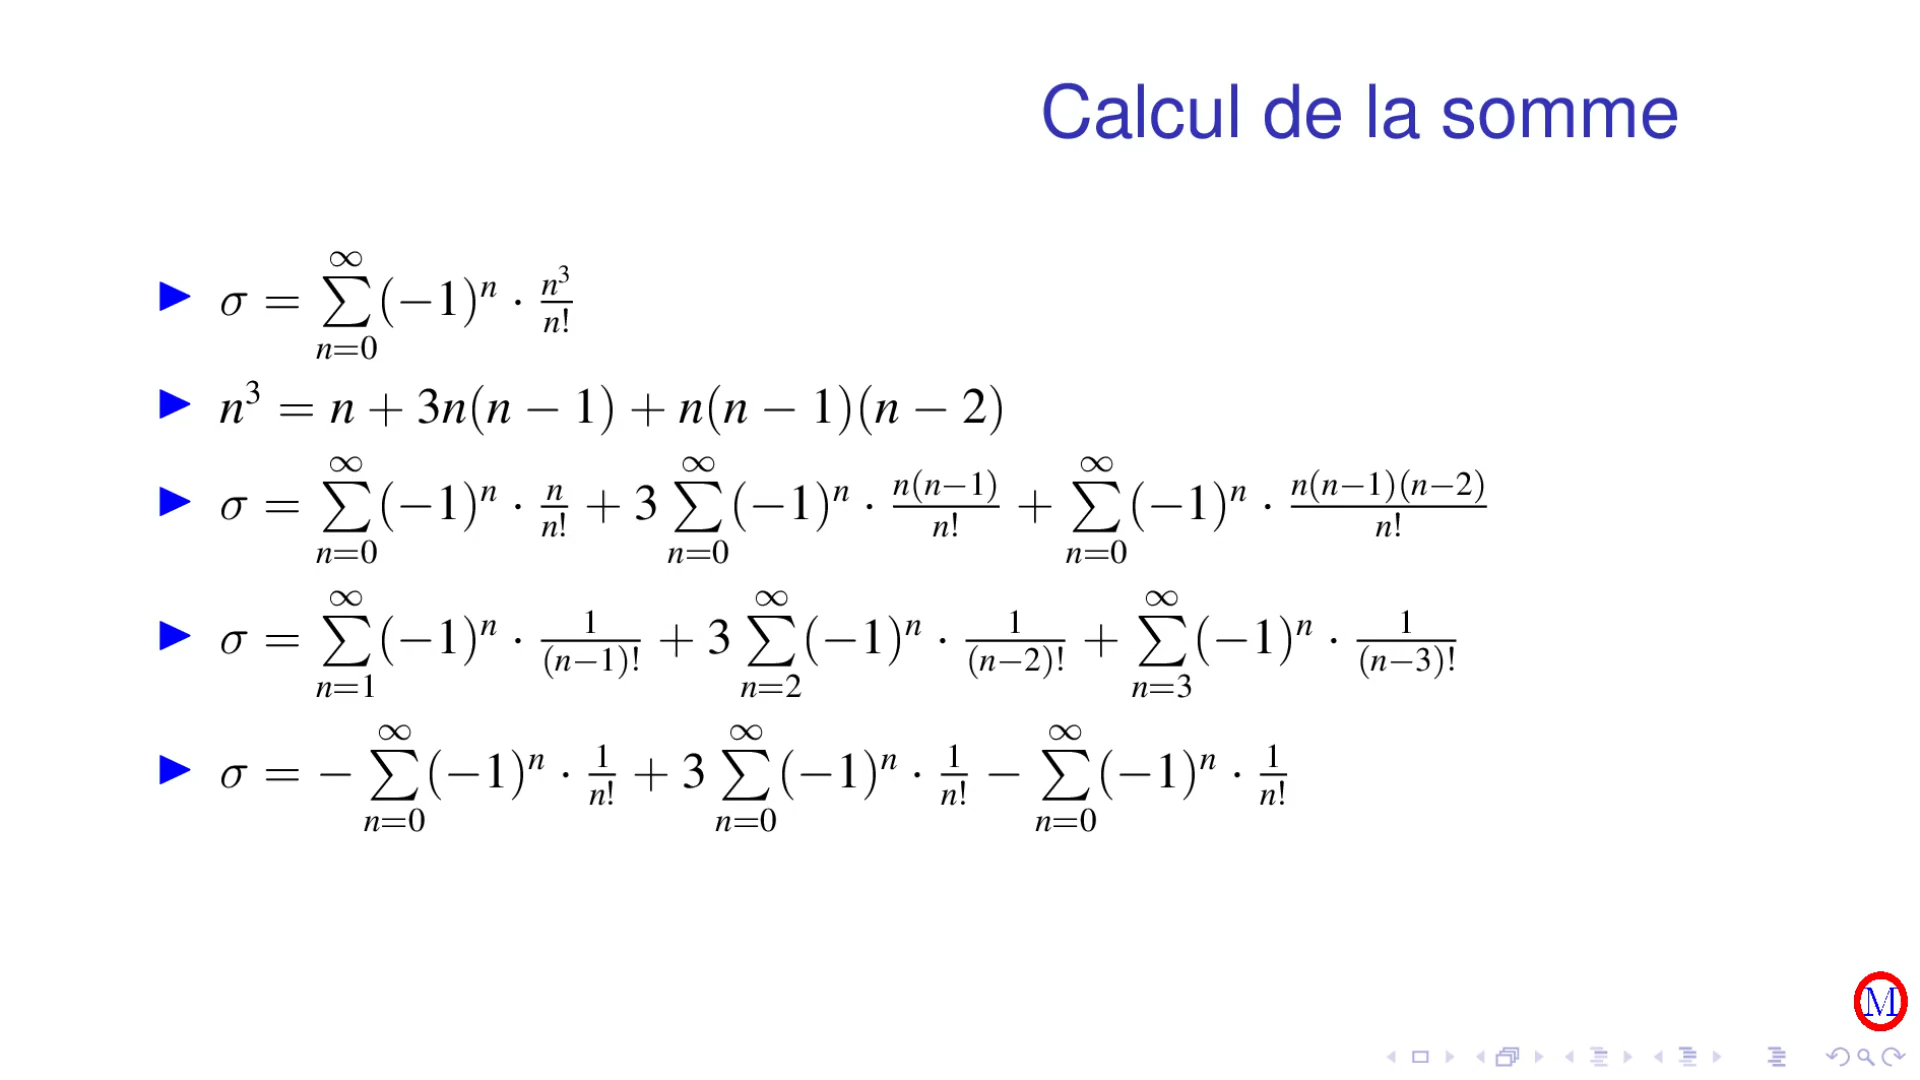 Calcul de la somme
▶ σ = ∑_{n=0}^{∞} (−1)^n · n^3/n!
▶ n^3 = n + 3n(n − 1) + n(n − 1)(n − 2)
▶ σ = ∑_{n=0}^{∞} (−1)^n · n/n! + 3 ∑_{n=0}^{∞} (−1)^n · n(n−1)/n! + ∑_{n=0}^{∞} (−1)^n · n(n−1)(n−2)/n!
▶ σ = ∑_{n=1}^{∞} (−1)^n · 1/(n−1)! + 3 ∑_{n=2}^{∞} (−1)^n · 1/(n−2)! + ∑_{n=3}^{∞} (−1)^n · 1/(n−3)!
▶ σ = − ∑_{n=0}^{∞} (−1)^n · 1/n! + 3 ∑_{n=0}^{∞} (−1)^n · 1/n! − ∑_{n=0}^{∞} (−1)^n · 1/n!
M